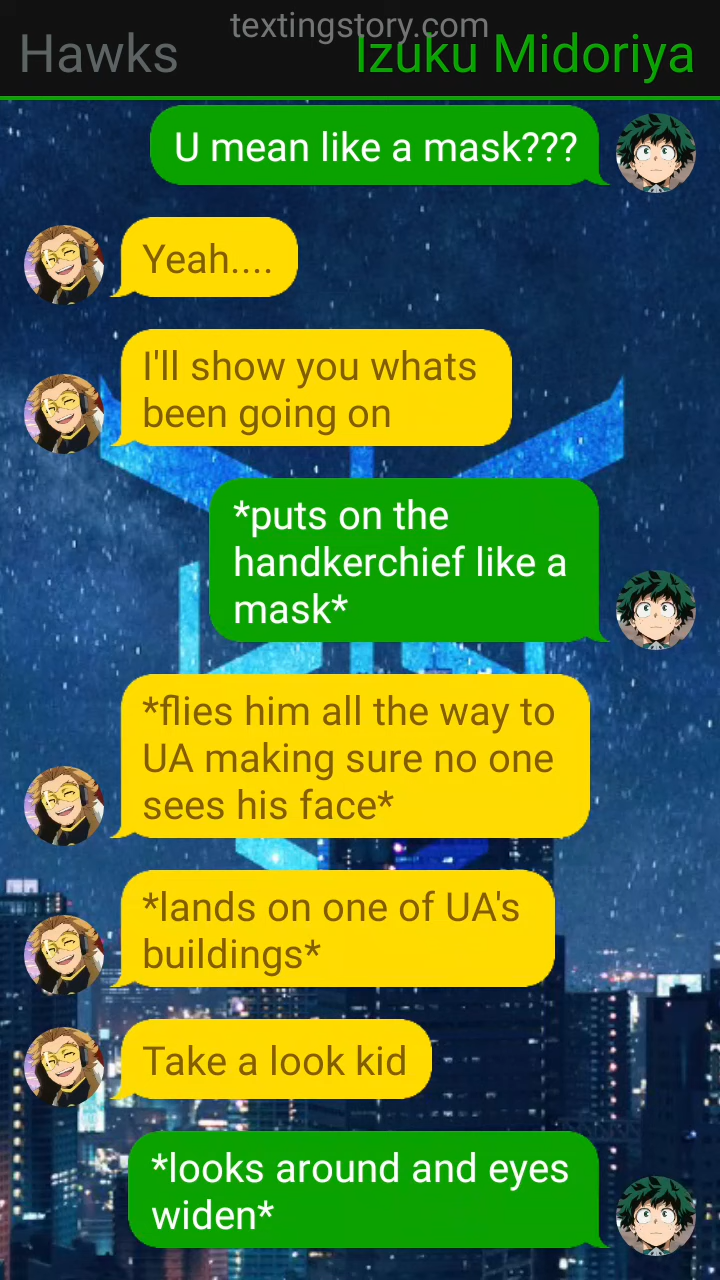 textingstory.com
Hawks
Izuku Midoriya
U mean like a mask???
Yeah....
I'll show you whats
been going on
*puts on the
handkerchief like a
mask*
*flies him all the way to
UA making sure no one
sees his face*
*lands on one of UA's
buildings*
Take a look kid
*looks around and eyes
widen*